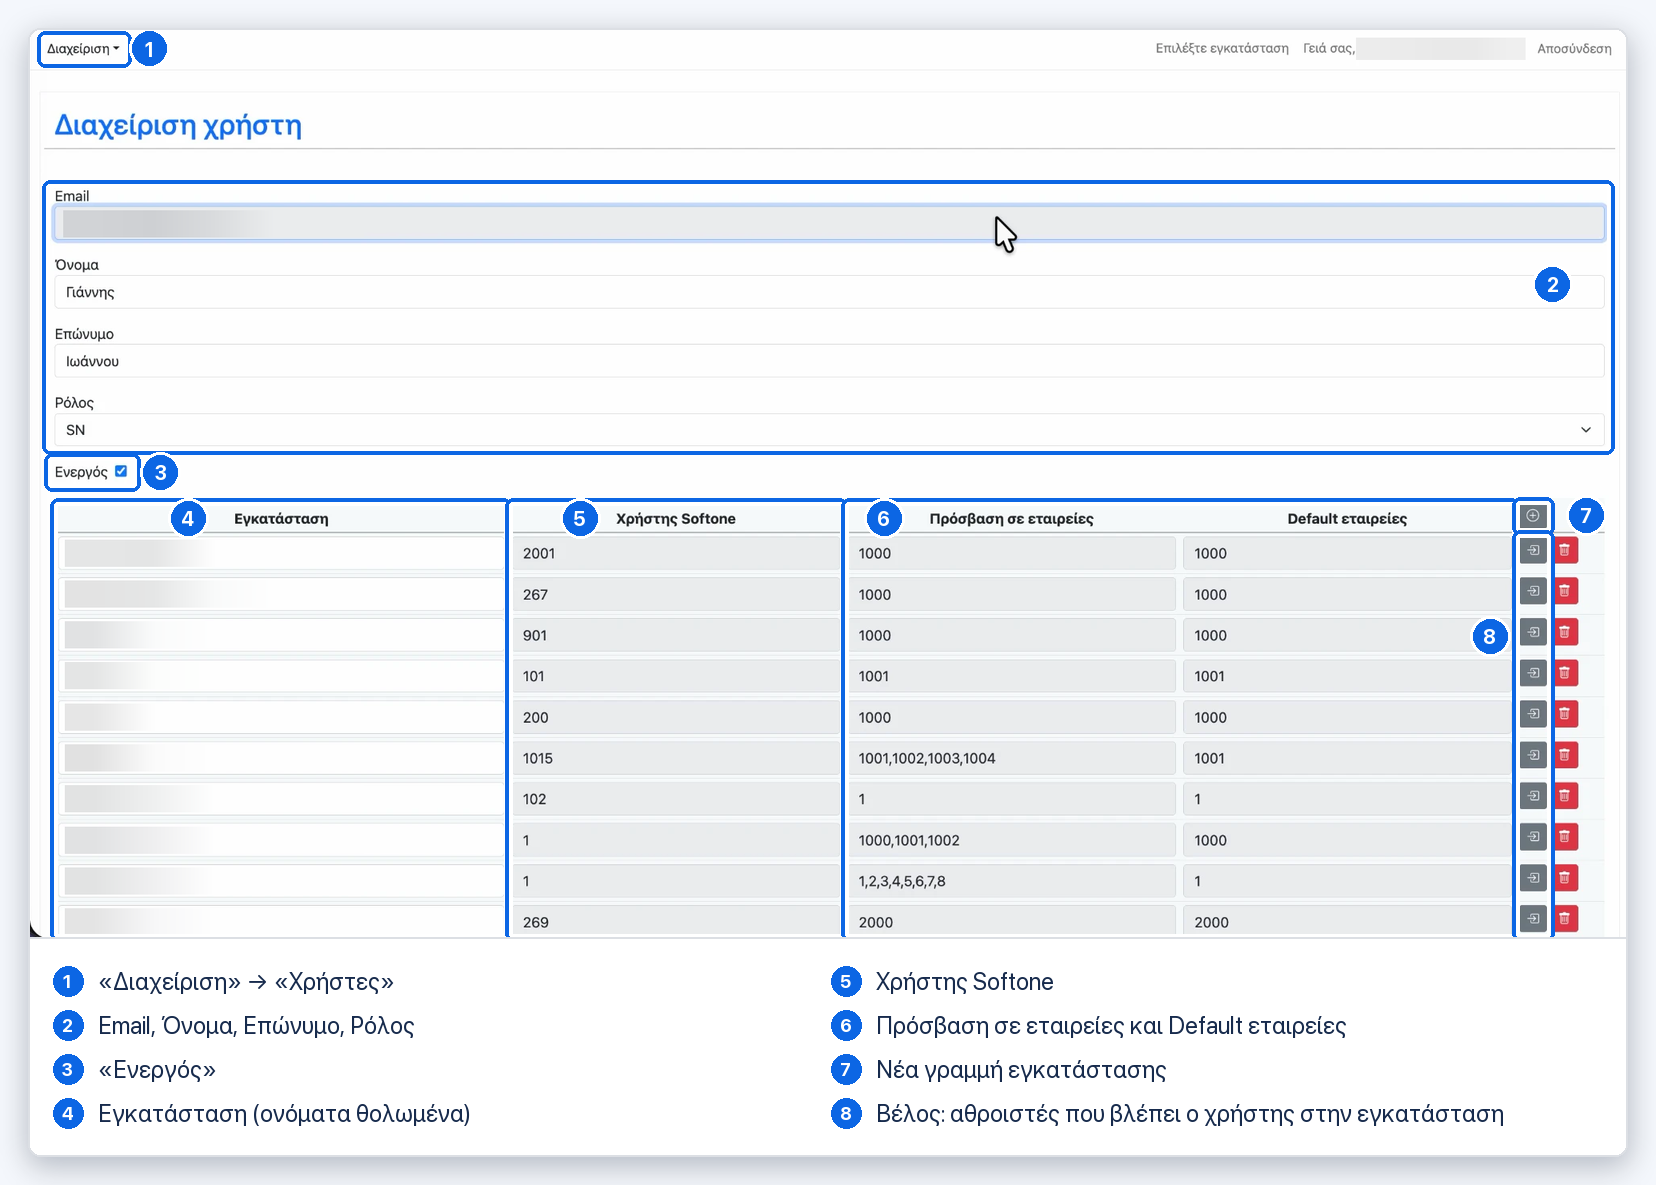 Διαχείριση
1
Επιλέξτε εγκατάσταση
Γειά σας,
Αποσύνδεση
Διαχείριση χρήστη
Email
Όνομα
2
Γιάννης
Επώνυμο
Ιωάννου
Ρόλος
SN
Ενεργός
3
4 Εγκατάσταση 5 Χρήστης Softone 6 Πρόσβαση σε εταιρείες Default εταιρείες 7
2001 1000 1000
267 1000 1000
901 1000 1000 8
101 1001 1001
200 1000 1000
1015 1001,1002,1003,1004 1001
102 1 1
1 1000,1001,1002 1000
1 1,2,3,4,5,6,7,8 1
269 2000 2000
1 «Διαχείριση» → «Χρήστες»
2 Email, Όνομα, Επώνυμο, Ρόλος
3 «Ενεργός»
4 Εγκατάσταση (ονόματα θολωμένα)
5 Χρήστης Softone
6 Πρόσβαση σε εταιρείες και Default εταιρείες
7 Νέα γραμμή εγκατάστασης
8 Βέλος: αθροιστές που βλέπει ο χρήστης στην εγκατάσταση